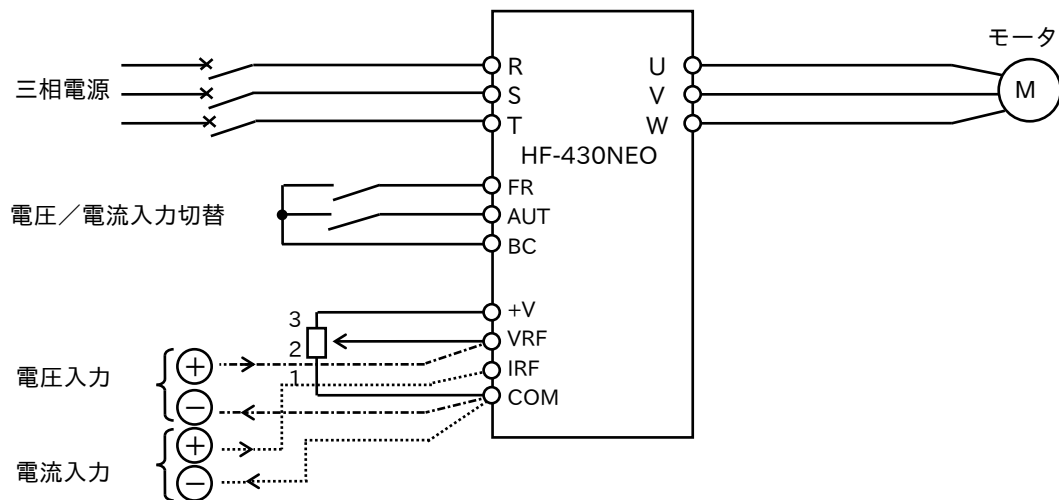 モータ
三相電源
R
S
T
U
V
W
M
HF-430NEO
電圧／電流入力切替
FR
AUT
BC
+V
VRF
IRF
COM
3
2
1
電圧入力
+
−
電流入力
+
−